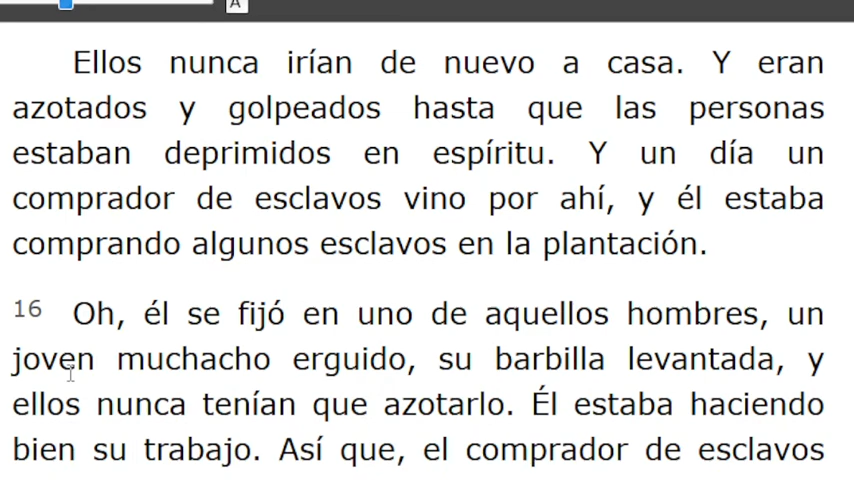 A
Ellos nunca irían de nuevo a casa. Y eran
azotados y golpeados hasta que las personas
estaban deprimidos en espíritu. Y un día un
comprador de esclavos vino por ahí, y él estaba
comprando algunos esclavos en la plantación.
16 Oh, él se fijó en uno de aquellos hombres, un
joven muchacho erguido, su barbilla levantada, y
ellos nunca tenían que azotarlo. Él estaba haciendo
bien su trabajo. Así que, el comprador de esclavos